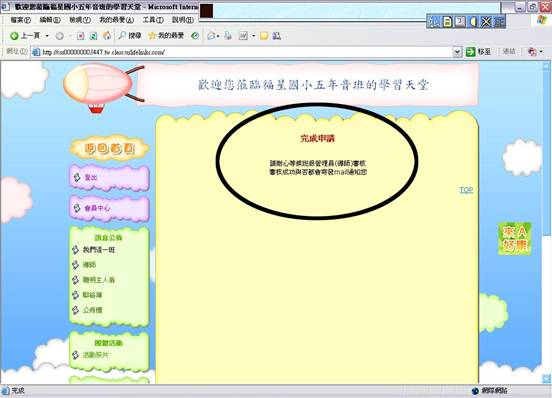 歡迎您蒞臨福星國小五年音班的學習天堂 - Microsoft Intern
檔案(F) 編輯(E) 檢視(V) 我的最愛(A) 工具(T) 說明(H)
上一頁 搜尋 我的最愛
網址(D) http://css000000003447.tw.class.urlifelinks.com/ 移至 連結
歡迎您蒞臨福星國小五年音班的學習天堂
返回首頁
登出
會員中心
訊息公佈
我們這一班
導師
聰明主人翁
聯絡簿
公佈欄
園翠活動
活動照片
完成申請
請耐心等候班級管理員(導師)審核
審核成功與否都會寄發mail通知您
TOP
來A
好康
完成
網際網路